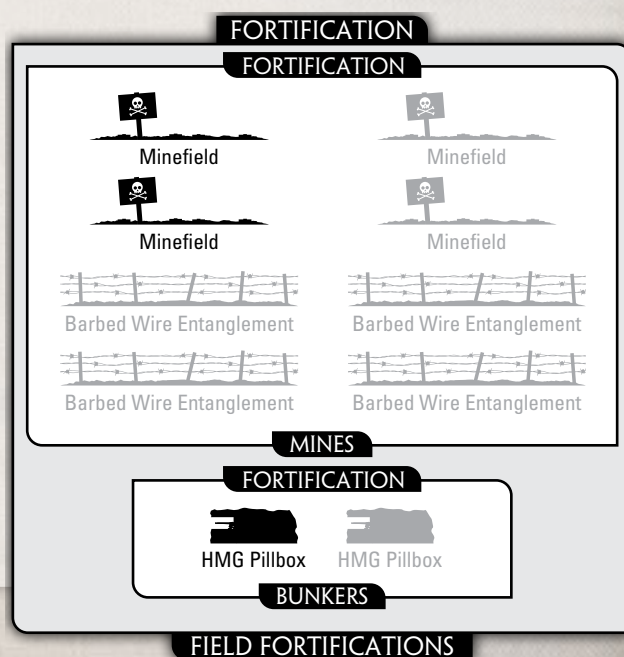 FORTIFICATION
FORTIFICATION
Minefield Minefield
Minefield Minefield
Barbed Wire Entanglement Barbed Wire Entanglement
Barbed Wire Entanglement Barbed Wire Entanglement
MINES
FORTIFICATION
HMG Pillbox HMG Pillbox
BUNKERS
FIELD FORTIFICATIONS